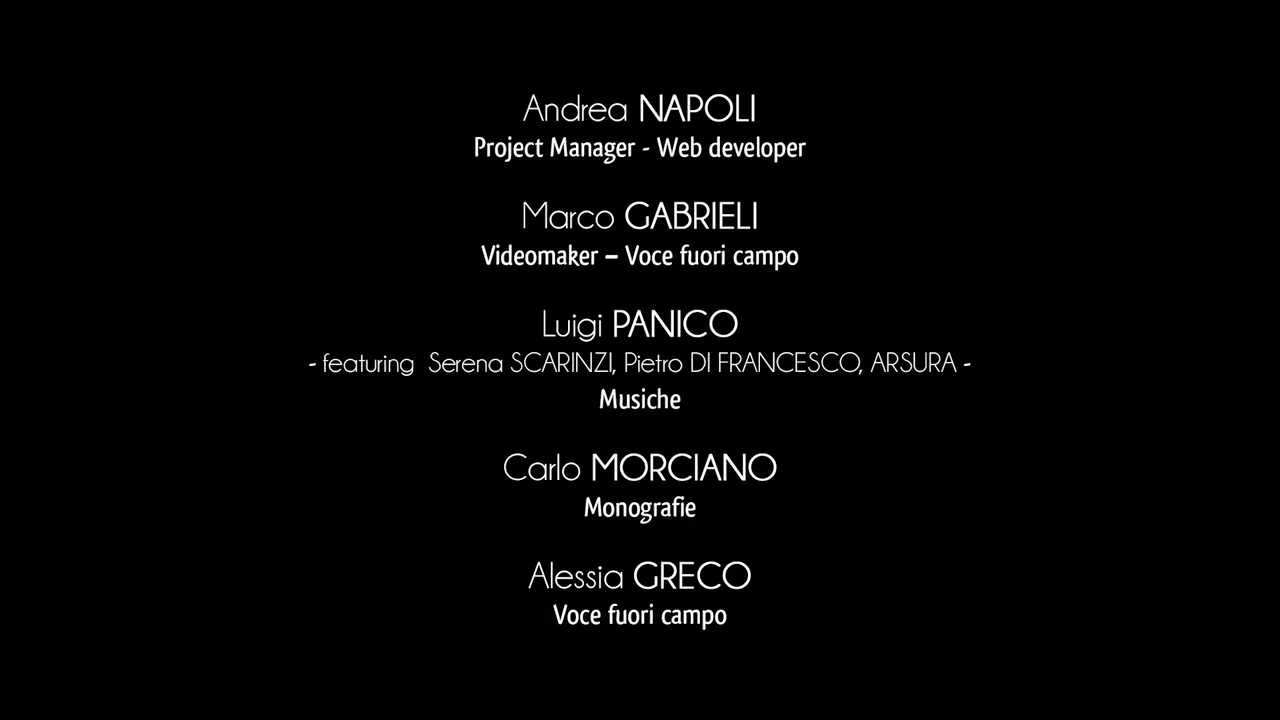 Andrea NAPOLI
Project Manager - Web developer
Marco GABRIELI
Videomaker – Voce fuori campo
Luigi PANICO
- featuring  Serena SCARINZI, Pietro DI FRANCESCO, ARSURA -
Musiche
Carlo MORCIANO
Monografie
Alessia GRECO
Voce fuori campo